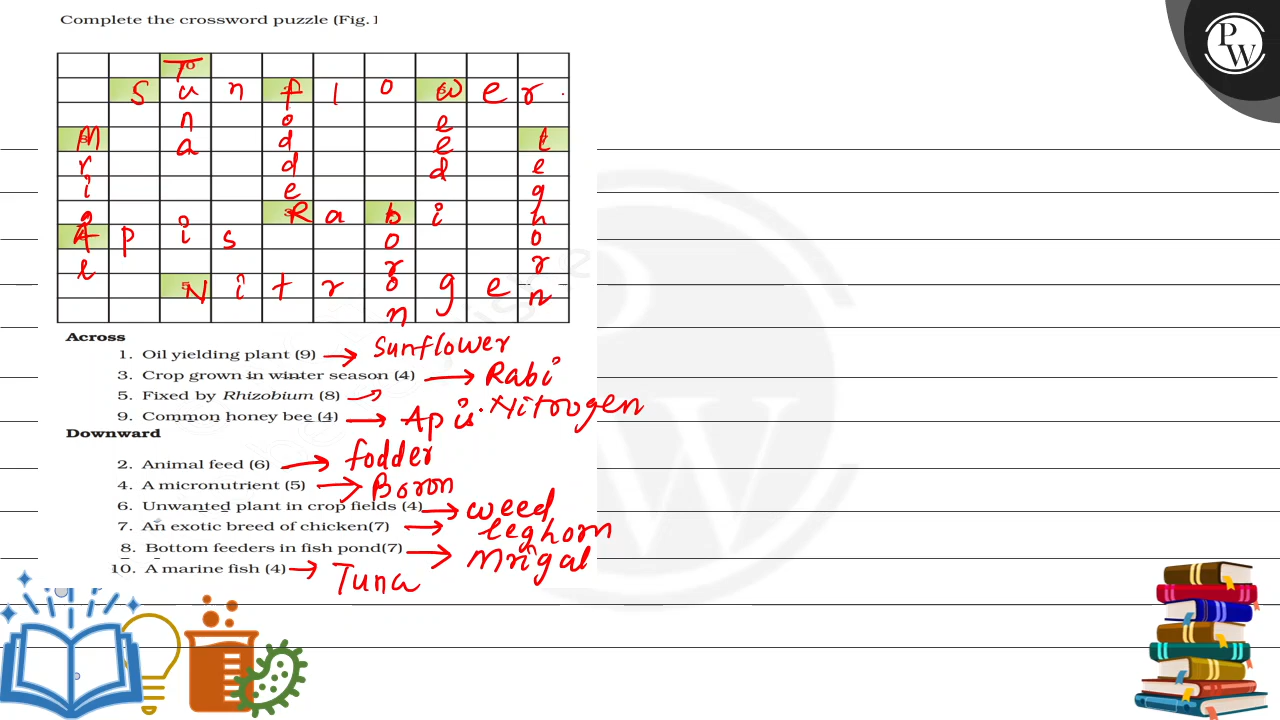 Complete the crossword puzzle (Fig. 1
PW
T
S u n f l o w e r .
n o e
M a d e l
r d d e
i e g
g R a b i h
A p i s o o
l r r
N i t r o g e n
n
Across
1. Oil yielding plant (9) → Sunflower
3. Crop grown in winter season (4) → Rabi
5. Fixed by Rhizobium (8) → Nitrogen
9. Common honey bee (4) → Apis.
Downward
2. Animal feed (6) → fodder
4. A micronutrient (5) → Boron
6. Unwanted plant in crop fields (4) → weed
7. An exotic breed of chicken(7) → leghorn
8. Bottom feeders in fish pond(7) → Mrigal
10. A marine fish (4) → Tuna